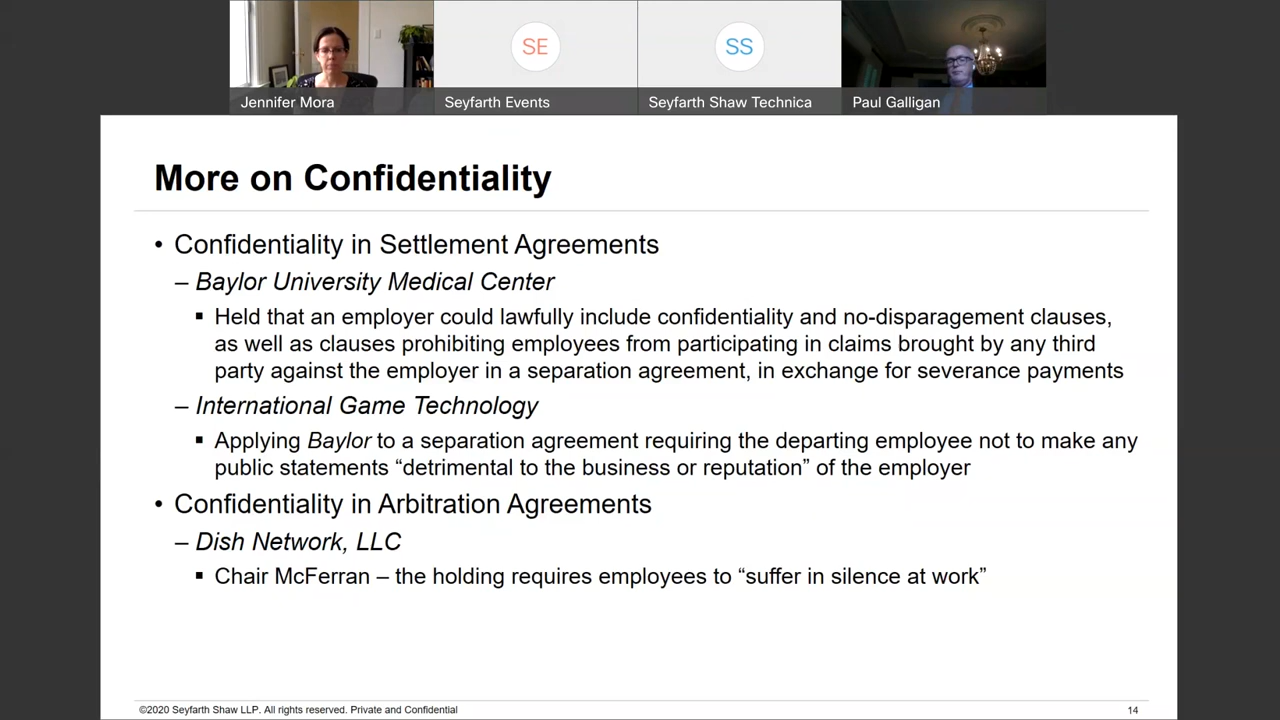 SE
SS
Jennifer Mora
Seyfarth Events
Seyfarth Shaw Technica
Paul Galligan
More on Confidentiality
• Confidentiality in Settlement Agreements
– Baylor University Medical Center
▪ Held that an employer could lawfully include confidentiality and no-disparagement clauses,
as well as clauses prohibiting employees from participating in claims brought by any third
party against the employer in a separation agreement, in exchange for severance payments
– International Game Technology
▪ Applying Baylor to a separation agreement requiring the departing employee not to make any
public statements “detrimental to the business or reputation” of the employer
• Confidentiality in Arbitration Agreements
– Dish Network, LLC
▪ Chair McFerran – the holding requires employees to “suffer in silence at work”
©2020 Seyfarth Shaw LLP. All rights reserved. Private and Confidential
14